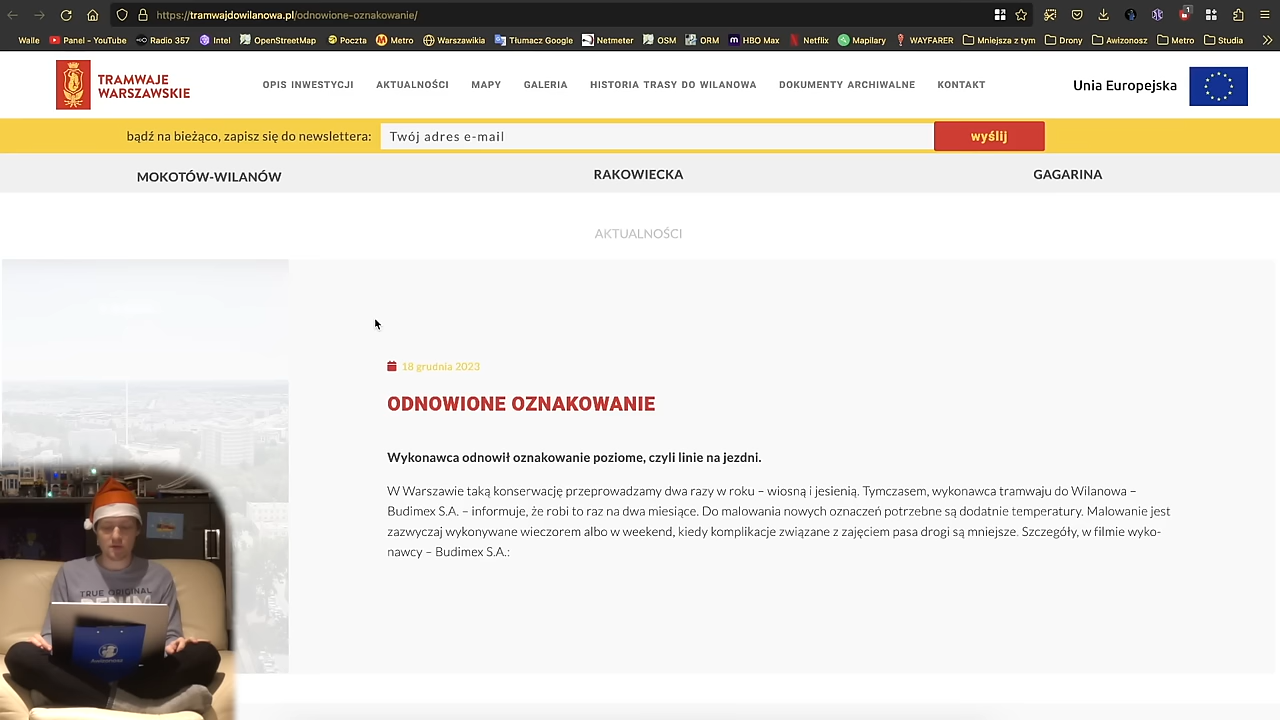 https://tramwajdowilanowa.pl/odnowione-oznakowanie/
Walle Panel - YouTube Radio 357 Intel OpenStreetMap Poczta Metro Warszawikia Tłumacz Google Netmeter OSM ORM HBO Max Netflix Mapilary WAYFARER Mniejsza z tym Drony Awizonosz Metro Studia
TRAMWAJE
WARSZAWSKIE
OPIS INWESTYCJI AKTUALNOŚCI MAPY GALERIA HISTORIA TRASY DO WILANOWA DOKUMENTY ARCHIWALNE KONTAKT
Unia Europejska
bądź na bieżąco, zapisz się do newslettera: Twój adres e-mail wyślij
MOKOTÓW-WILANÓW RAKOWIECKA GAGARINA
AKTUALNOŚCI
18 grudnia 2023
ODNOWIONE OZNAKOWANIE
Wykonawca odnowił oznakowanie poziome, czyli linie na jezdni.
W Warszawie taką konserwację przeprowadzamy dwa razy w roku – wiosną i jesienią. Tymczasem, wykonawca tramwaju do Wilanowa –
Budimex S.A. – informuje, że robi to raz na dwa miesiące. Do malowania nowych oznaczeń potrzebne są dodatnie temperatury. Malowanie jest
zazwyczaj wykonywane wieczorem albo w weekend, kiedy komplikacje związane z zajęciem pasa drogi są mniejsze. Szczegóły, w filmie wyko-
nawcy – Budimex S.A.:
TRUE ORIGINAL
DENIM